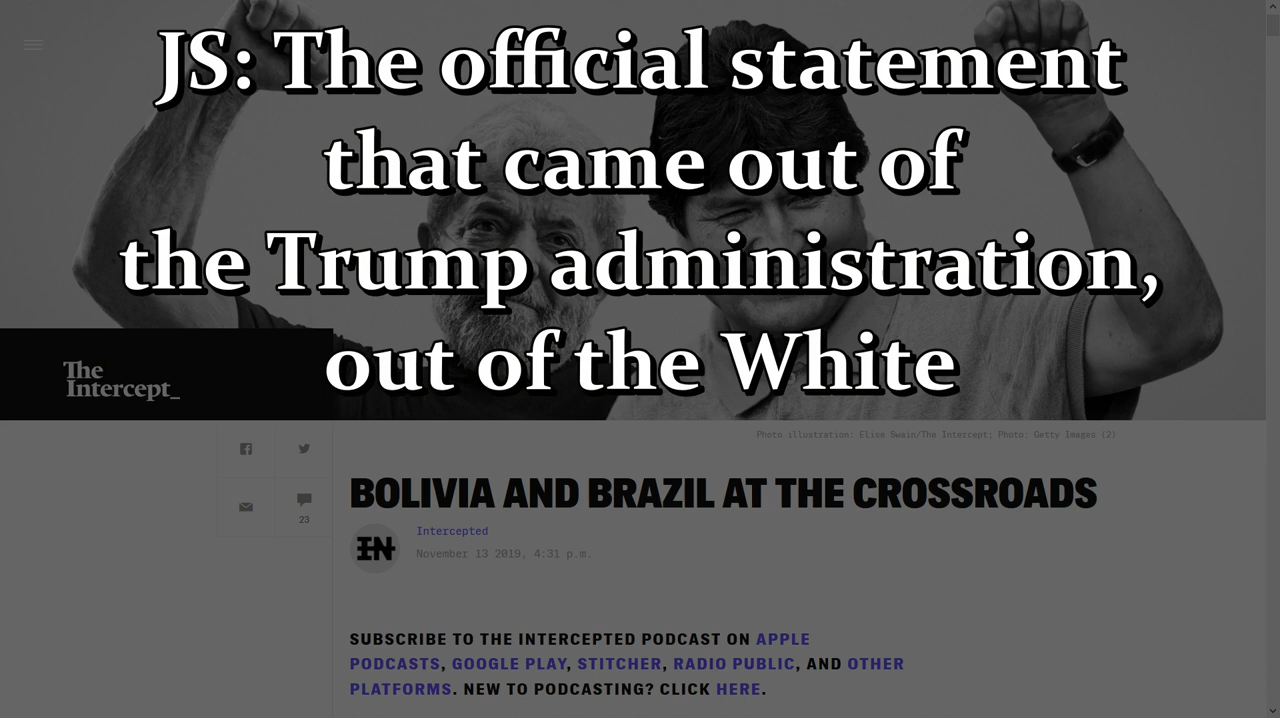 JS: The official statement
that came out of
the Trump administration,
out of the White
The
Intercept_
Photo illustration: Elise Swain/The Intercept; Photo: Getty Images (2)
23
BOLIVIA AND BRAZIL AT THE CROSSROADS
IN
Intercepted
November 13 2019, 4:31 p.m.
SUBSCRIBE TO THE INTERCEPTED PODCAST ON APPLE
PODCASTS, GOOGLE PLAY, STITCHER, RADIO PUBLIC, AND OTHER
PLATFORMS. NEW TO PODCASTING? CLICK HERE.